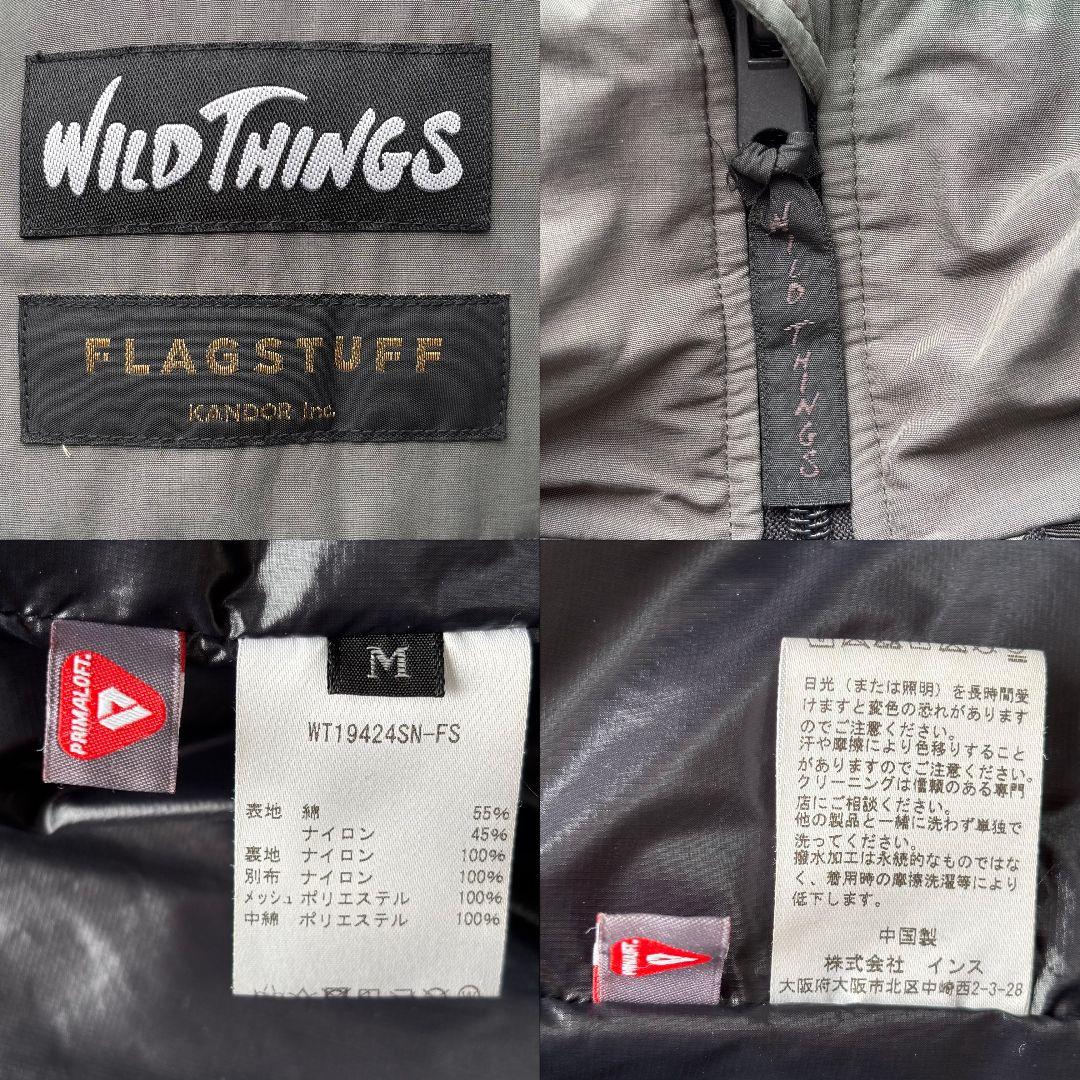 WILD THINGS
FLAGSTUFF
KANDOR Inc.
WILD THINGS
PRIMALOFT.
M
WT19424SN-FS
表地 綿 55%
ナイロン 45%
裏地 ナイロン 100%
別布 ナイロン 100%
メッシュ ポリエステル 100%
中綿 ポリエステル 100%
日光(または照明)を長時間受
けますと変色の恐れがあります
のでご注意ください。
汗や摩擦により色移りすること
がありますのでご注意ください。
クリーニングは信頼のある専門
店にご相談ください。
他の製品と一緒に洗わず単独で
洗ってください。
撥水加工は永続的なものではな
く、着用時の摩擦洗濯等により
低下します。
中国製
株式会社 インス
大阪府大阪市北区中崎西2-3-28
PRIMALOFT.